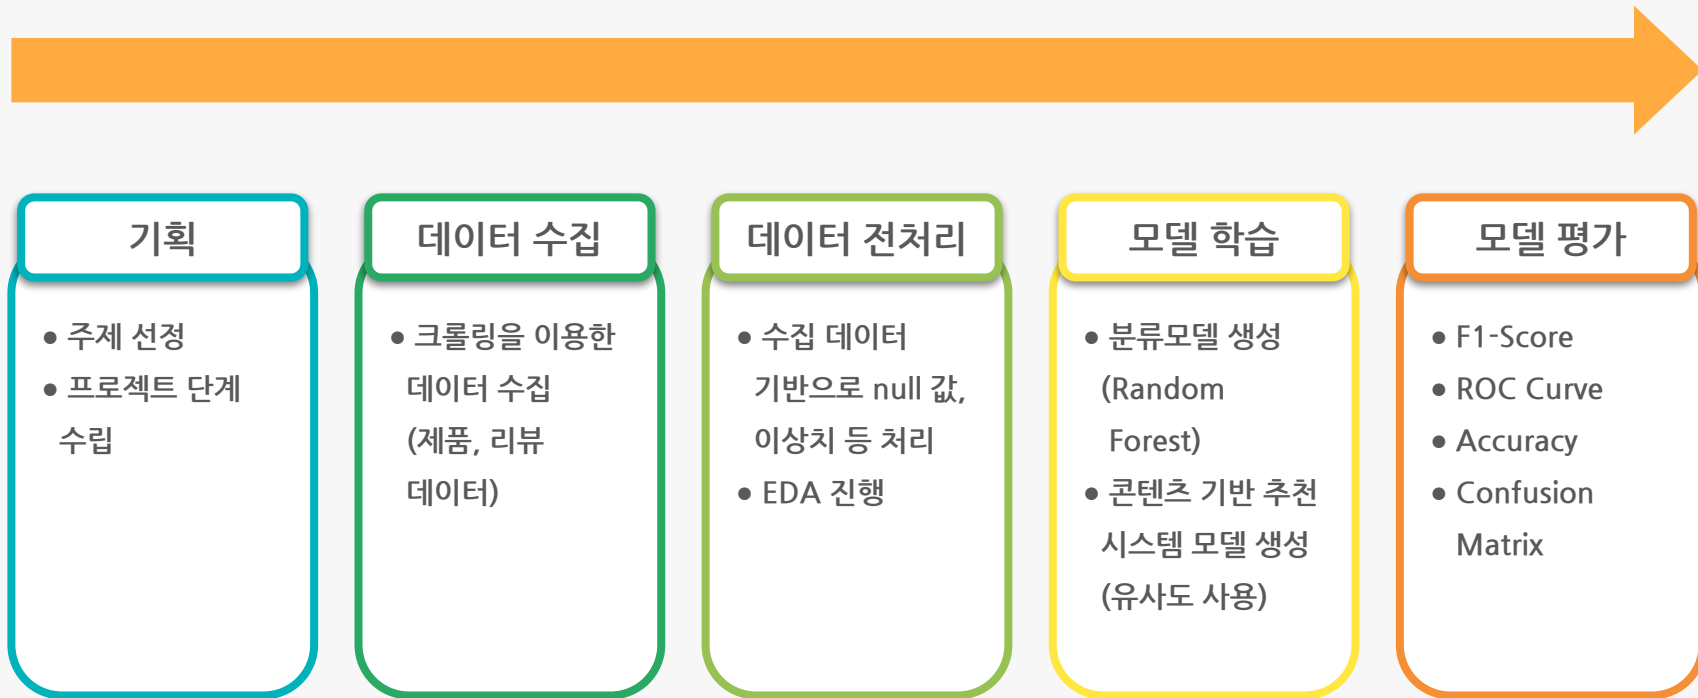 기획
● 주제 선정
● 프로젝트 단계
수립
데이터 수집
● 크롤링을 이용한
데이터 수집
(제품, 리뷰
데이터)
데이터 전처리
● 수집 데이터
기반으로 null 값,
이상치 등 처리
● EDA 진행
모델 학습
● 분류모델 생성
(Random
Forest)
● 콘텐츠 기반 추천
시스템 모델 생성
(유사도 사용)
모델 평가
● F1-Score
● ROC Curve
● Accuracy
● Confusion
Matrix